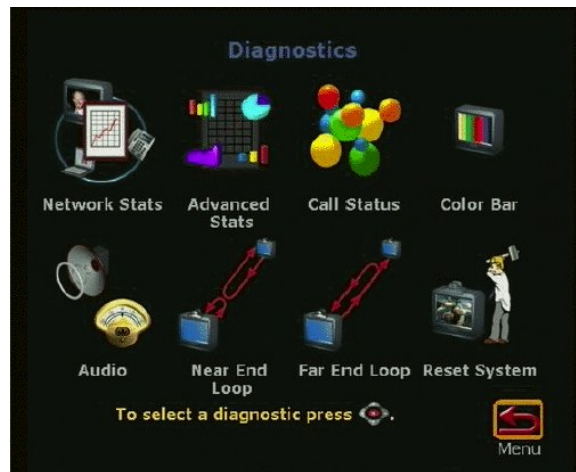 Diagnostics
Network Stats
Advanced
Stats
Call Status
Color Bar
Audio
Near End
Loop
Far End Loop
Reset System
To select a diagnostic press .
Menu